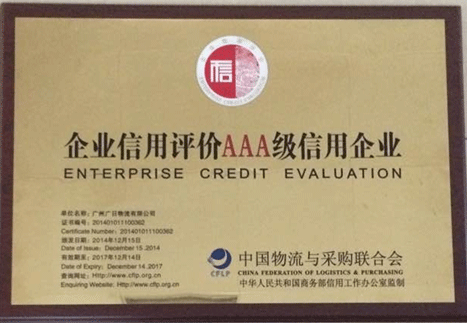 信
企业信用评价AAA级信用企业
ENTERPRISE CREDIT EVALUATION
单位名称：广州广日物流有限公司
证书编号：201401011100362
Certificate Number: 201401011100362
颁发日期：2014年12月15日
Date of Issue: December 15, 2014
有效期至：2017年12月14日
Date of Expiry: December 14, 2017
查询网址：Http://www.cflp.org.cn
Enquiring Website: Http://www.cflp.org.cn
CFLP
中国物流与采购联合会
CHINA FEDERATION OF LOGISTICS & PURCHASING
中华人民共和国商务部信用工作办公室监制